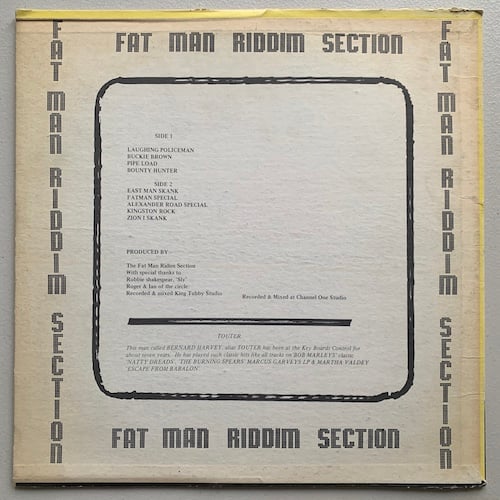 FAT MAN RIDDIM SECTION
FAT MAN RIDDIM SECTION
FAT MAN RIDDIM SECTION
SIDE 1
LAUGHING POLICEMAN
BUCKIE BROWN
PIPE LOAD
BOUNTY HUNTER
SIDE 2
EAST MAN SKANK
FATMAN SPECIAL
ALEXANDER ROAD SPECIAL
KINGSTON ROCK
ZION I SKANK
PRODUCED BY
The Fat Man Ridim Section
With special thanks to
Robbie shakespear, 'Sly'
Roger & Ian of the circle
Recorded & mixed King Tubby Studio
Recorded & Mixed at Channel One Studio
TOUTER
This man called BERNARD HARVEY, alias TOUTER has been at the Key Boards Control for
about seven years. He has played such classic hits like all tracks on BOB MARLEYS' classic
'NATTY DREADS', 'THE BURNING SPEARS' MARCUS GARVEYS LP & MARTHA VALDEY
'ESCAPE FROM BABALON'.
FAT MAN RIDDIM SECTION